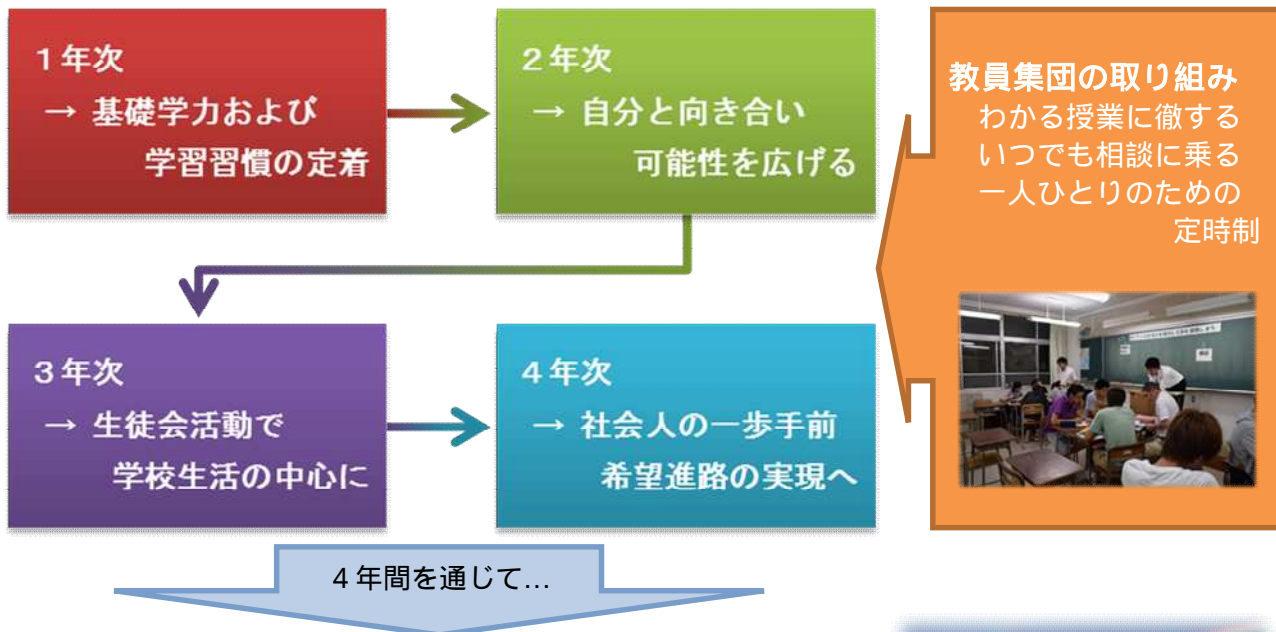 1年次
→ 基礎学力および
学習習慣の定着
2年次
→ 自分と向き合い
可能性を広げる
3年次
→ 生徒会活動で
学校生活の中心に
4年次
→ 社会人の一歩手前
希望進路の実現へ
教員集団の取り組み
わかる授業に徹する
いつでも相談に乗る
一人ひとりのための
定時制
4年間を通じて…